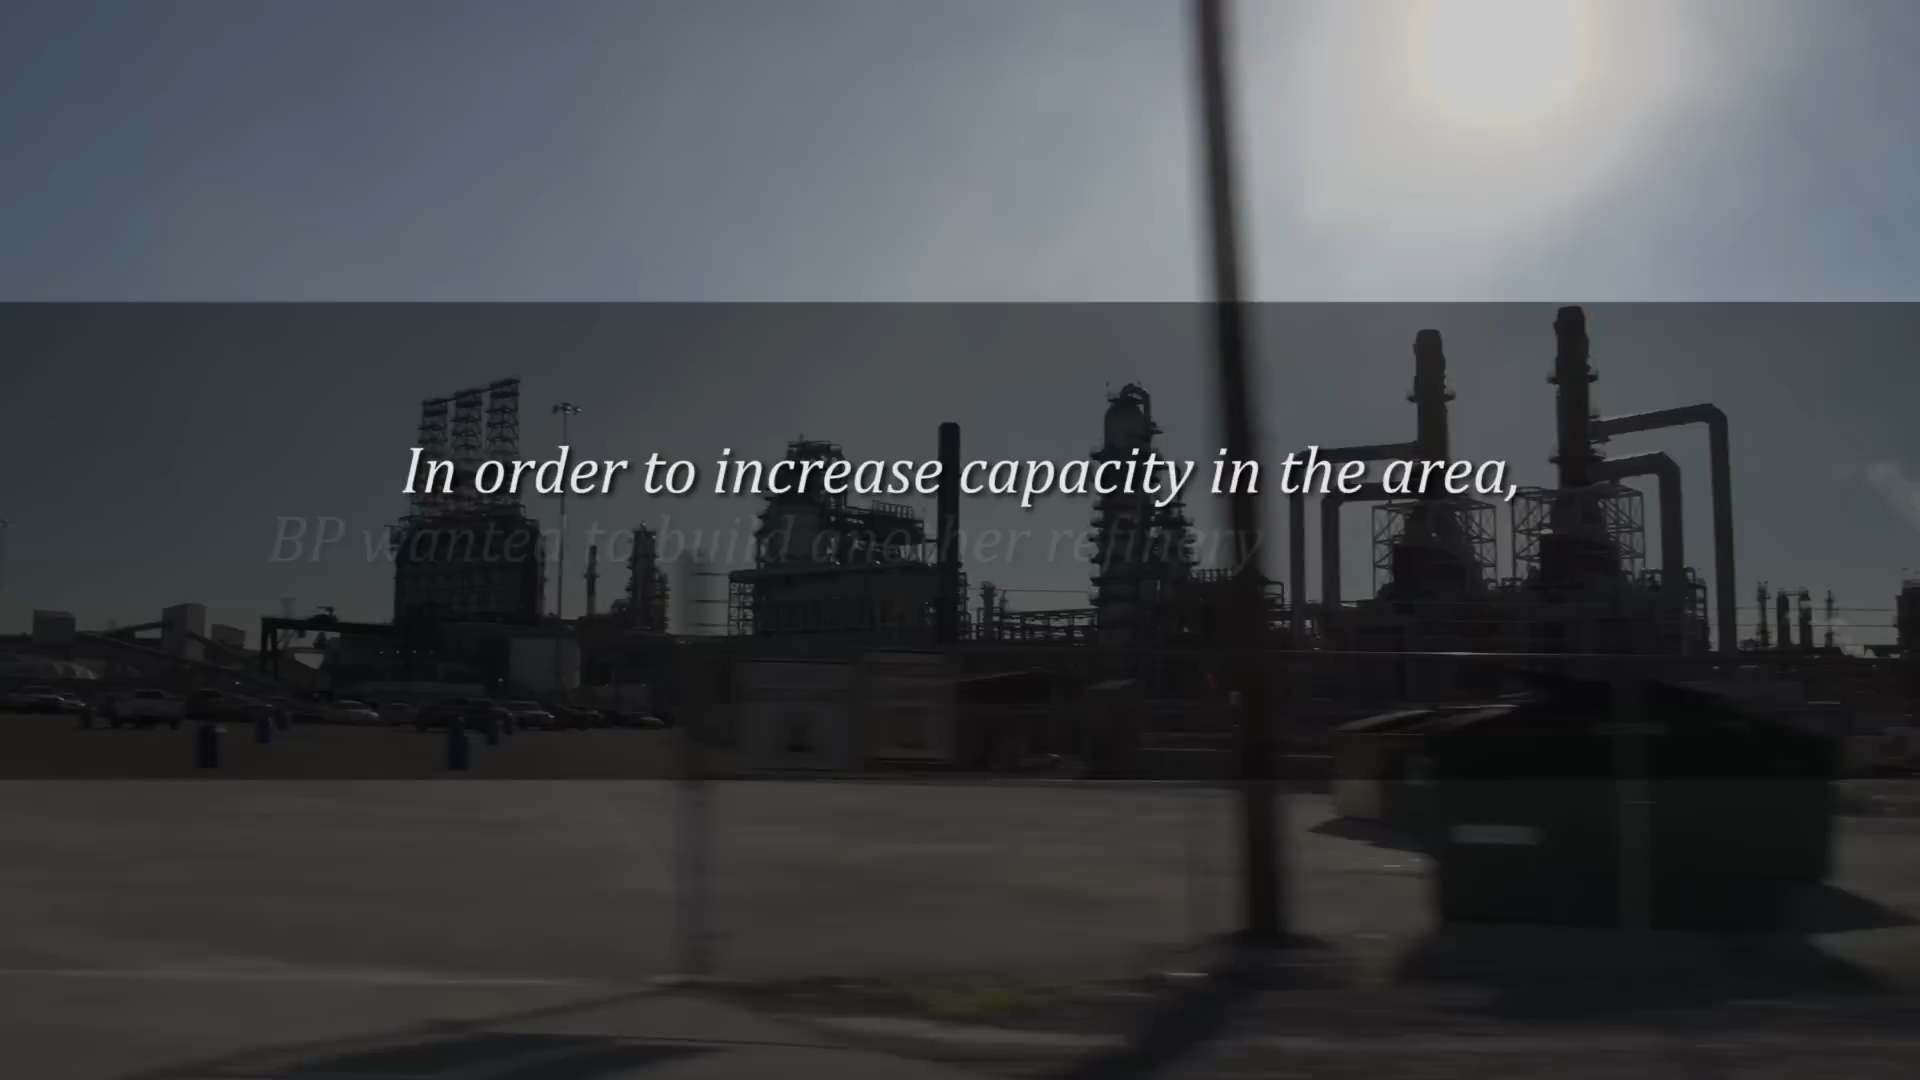 In order to increase capacity in the area,
BP wanted to build another refinery